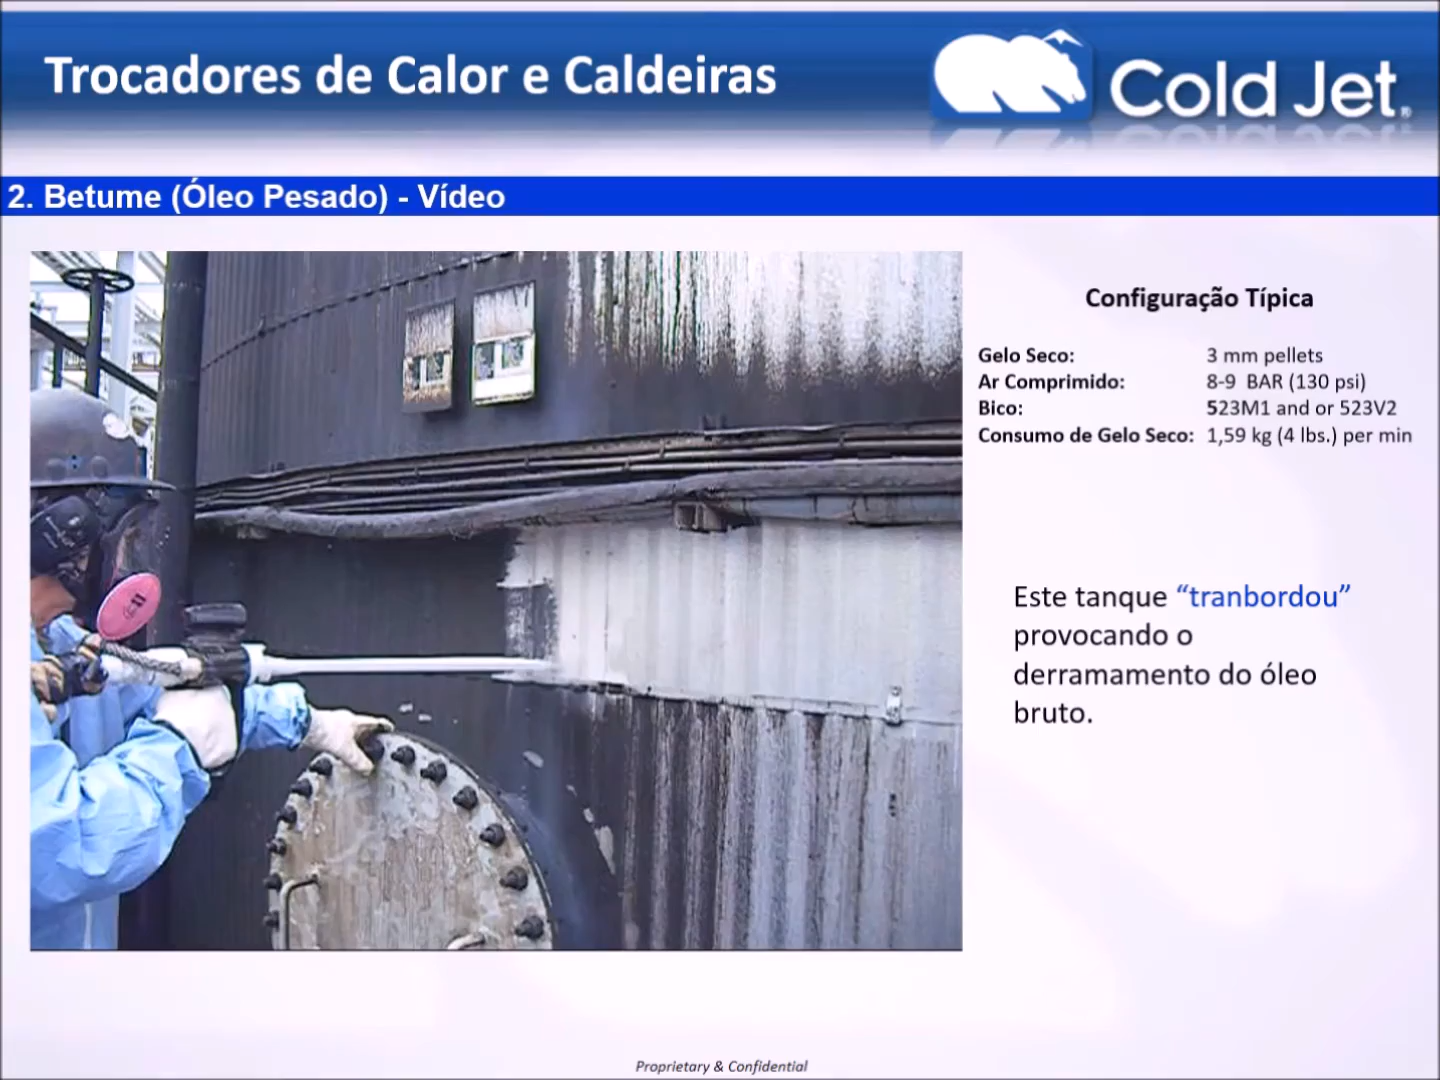 Trocadores de Calor e Caldeiras
Cold Jet®
2. Betume (Óleo Pesado) - Vídeo
Configuração Típica
Gelo Seco: 3 mm pellets
Ar Comprimido: 8-9 BAR (130 psi)
Bico: 523M1 and or 523V2
Consumo de Gelo Seco: 1,59 kg (4 lbs.) per min
Este tanque “tranbordou”
provocando o
derramamento do óleo
bruto.
Proprietary & Confidential